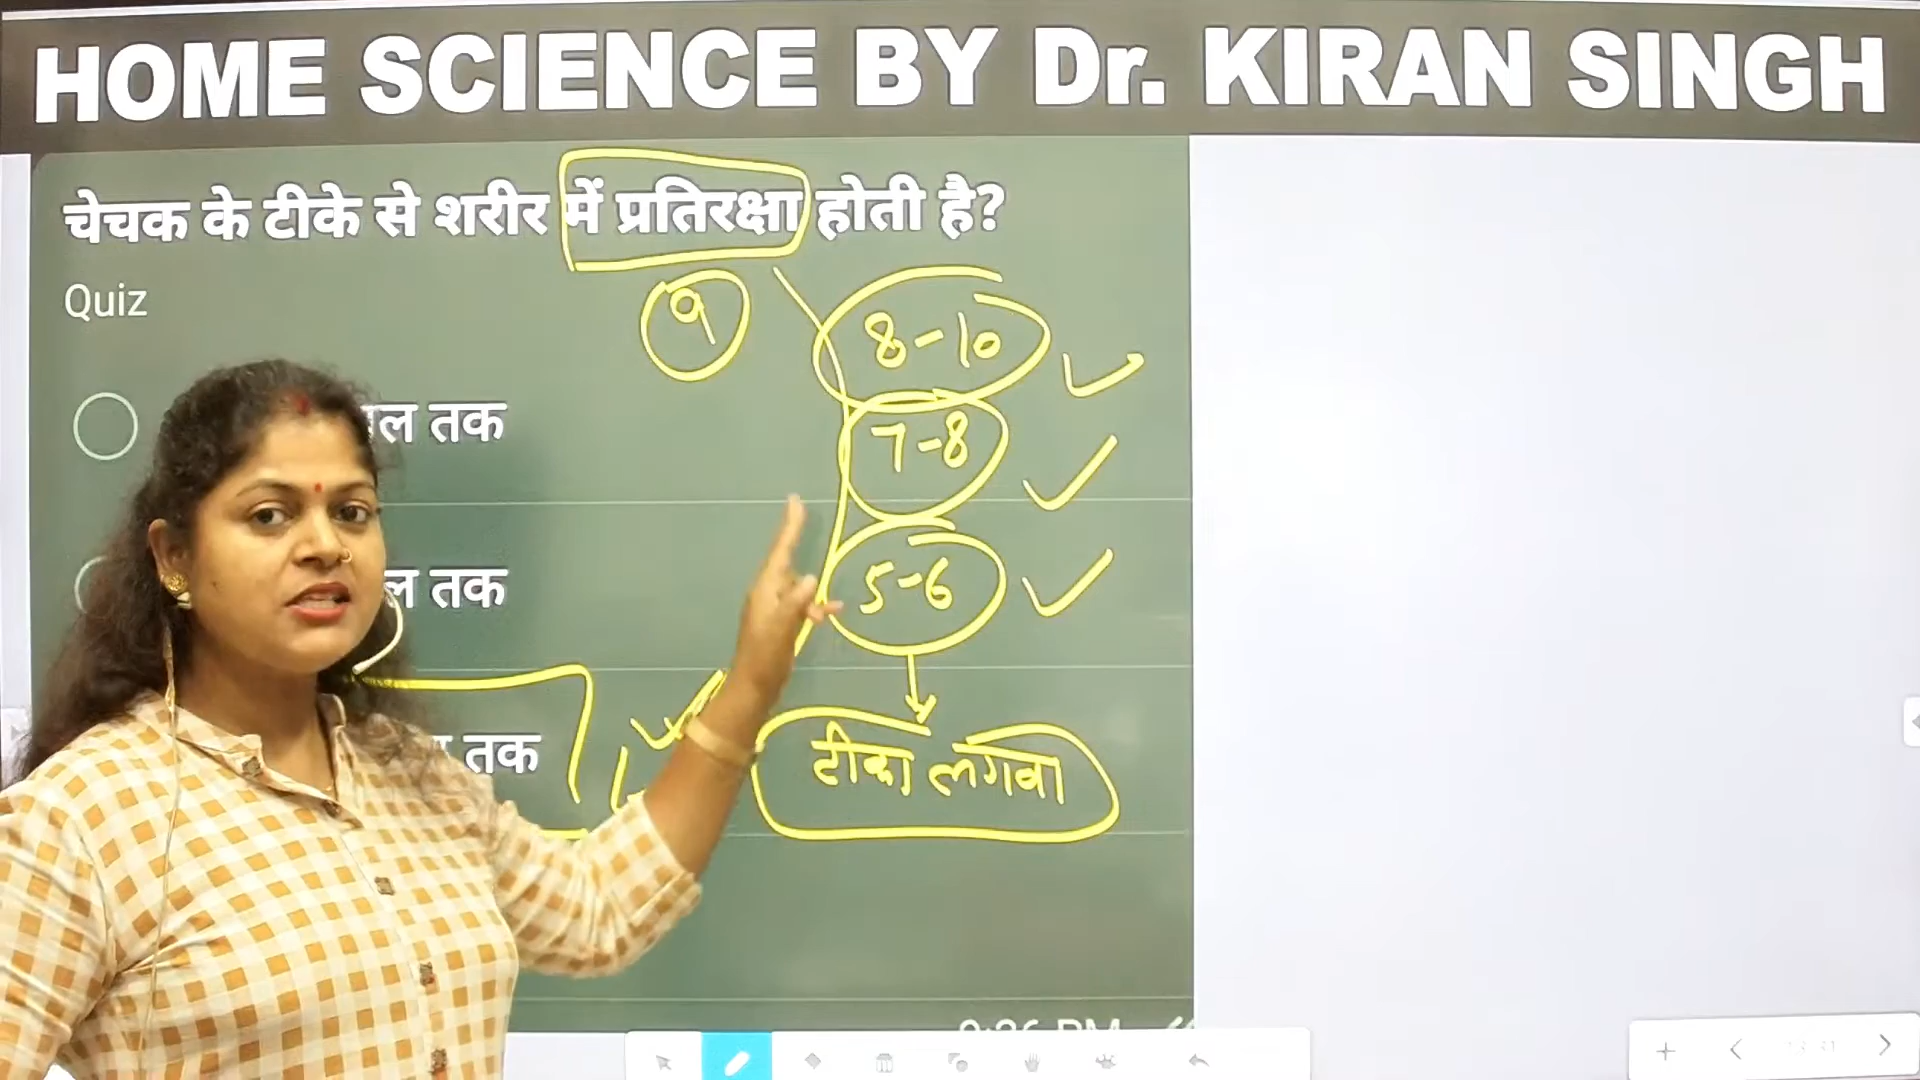 HOME SCIENCE BY Dr. KIRAN SINGH
चेचक के टीके से शरीर में प्रतिरक्षा होती है?
Quiz
9
8-10
7-8
5-6
तक
तक
तक
टीका लगवा